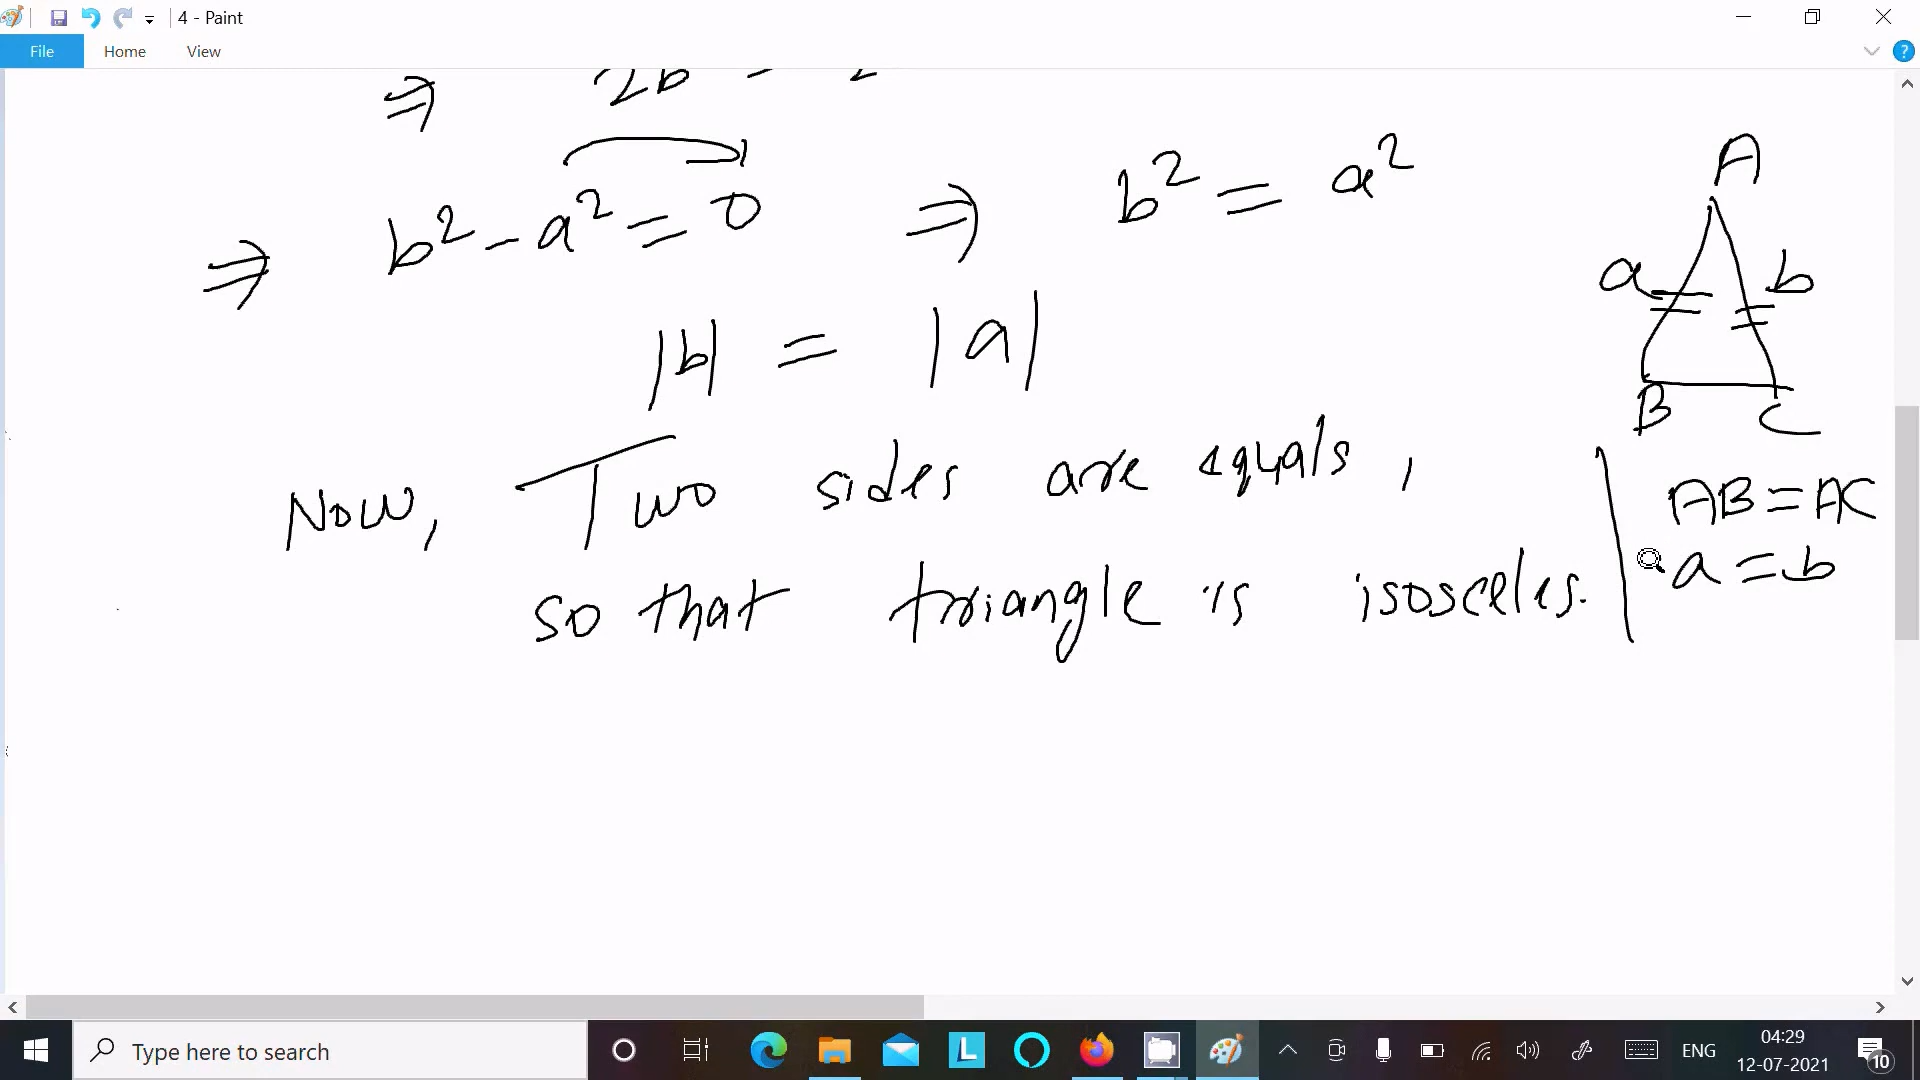 4 - Paint
File Home View
⇒
⇒ b² - a² = 0 ⇒ b² = a²
|b| = |a|
Now, Two sides are equals,
so that triangle is isosceles.
A
a b
B C
AB = AC
a = b
Type here to search
L
ENG
04:29
12-07-2021
10